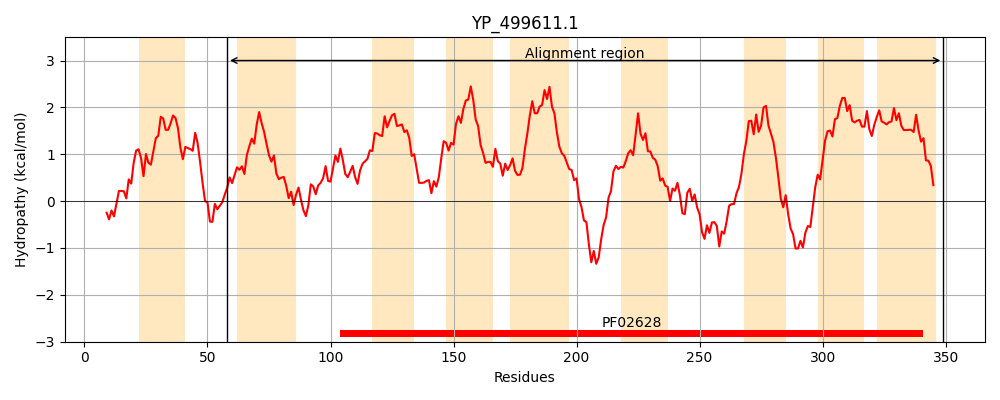 YP_499611.1
Alignment region
Hydropathy (kcal/mol)
3
2
1
0
−1
−2
−3
PF02628
0 50 100 150 200 250 300 350
Residues